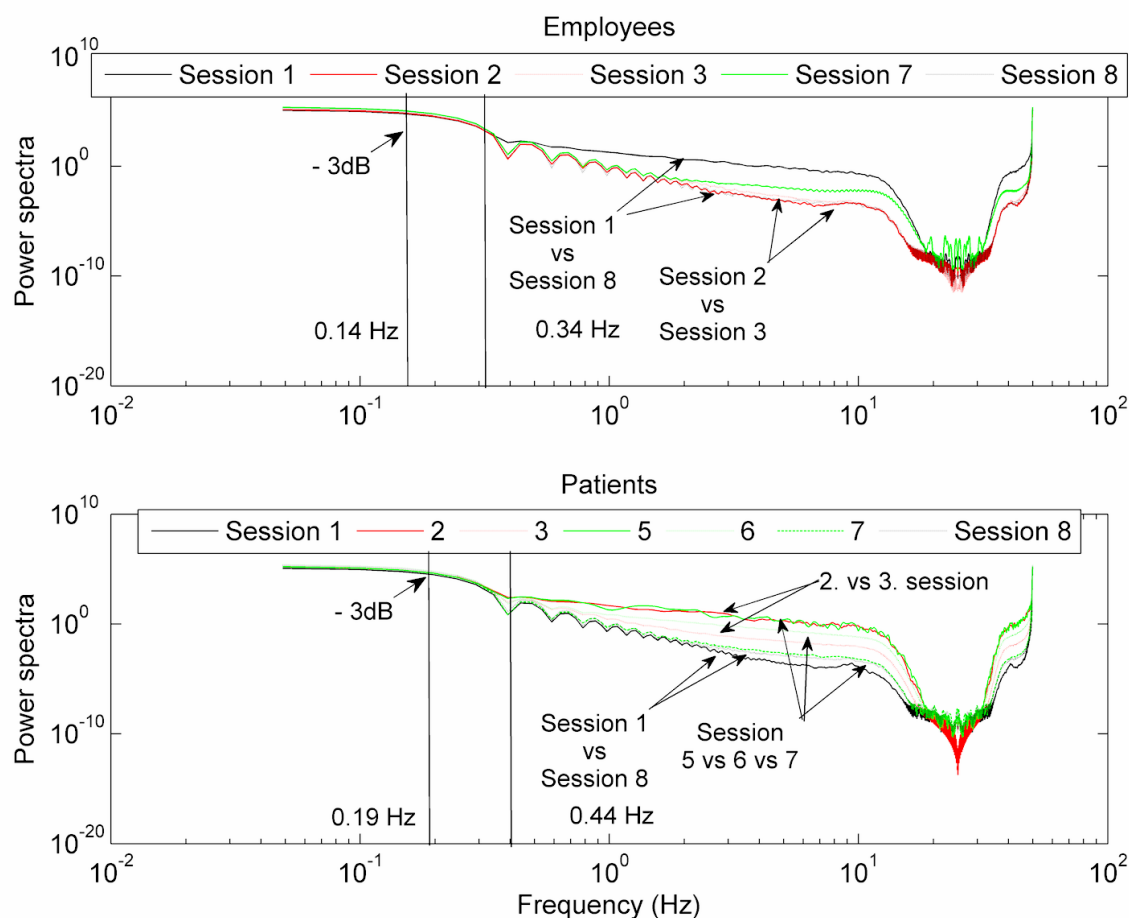 Employees
10^10
Session 1 Session 2 Session 3 Session 7 Session 8
- 3dB
10^0
Power spectra
Session 1
vs
Session 8
Session 2
vs
Session 3
10^-10
0.14 Hz 0.34 Hz
10^-20
10^-2 10^-1 10^0 10^1 10^2
Patients
10^10
Session 1 2 3 5 6 7 Session 8
2. vs 3. session
- 3dB
10^0
Power spectra
Session 1
vs
Session 8
Session
5 vs 6 vs 7
10^-10
0.19 Hz 0.44 Hz
10^-20
10^-2 10^-1 10^0 10^1 10^2
Frequency (Hz)